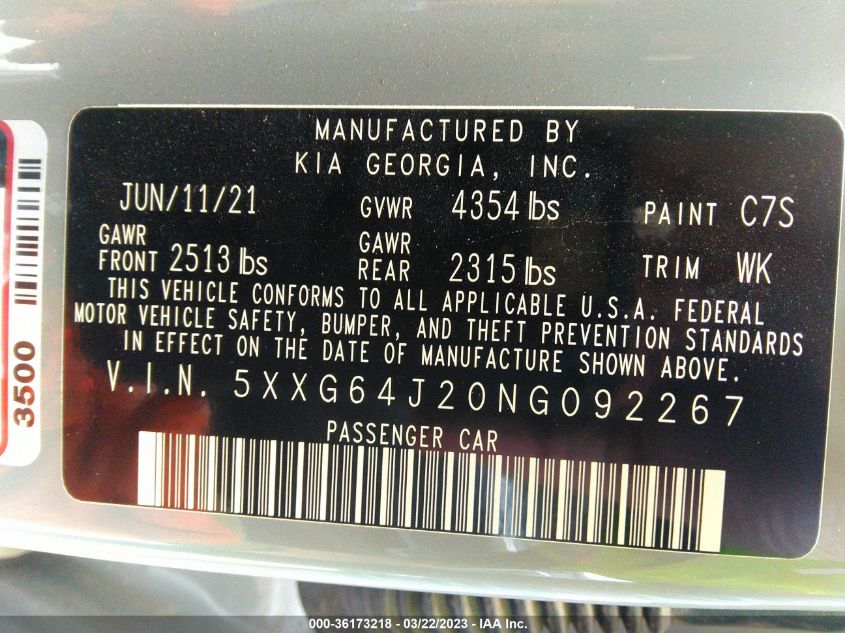 MANUFACTURED BY
KIA GEORGIA, INC.
JUN/11/21 GVWR 4354 lbs PAINT C7S
GAWR FRONT 2513 lbs GAWR REAR 2315 lbs TRIM WK
THIS VEHICLE CONFORMS TO ALL APPLICABLE U.S.A. FEDERAL
MOTOR VEHICLE SAFETY, BUMPER, AND THEFT PREVENTION STANDARDS
IN EFFECT ON THE DATE OF MANUFACTURE SHOWN ABOVE.
V.I.N. 5XXG64J20NG092267
PASSENGER CAR
3500
000-36173218 - 03/22/2023 - IAA Inc.